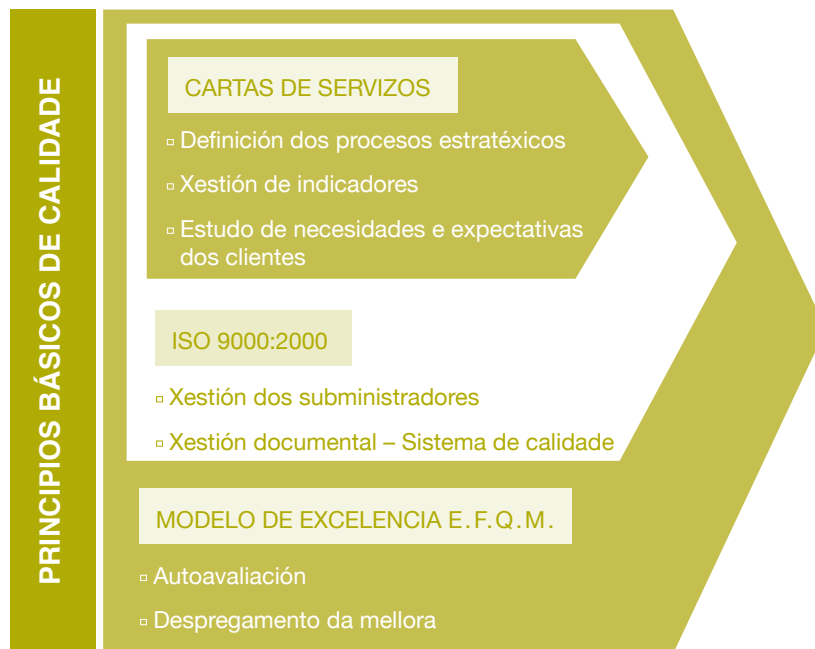 PRINCIPIOS BÁSICOS DE CALIDADE
CARTAS DE SERVIZOS
Definición dos procesos estratéxicos
Xestión de indicadores
Estudo de necesidades e expectativas
dos clientes
ISO 9000:2000
Xestión dos subministradores
Xestión documental – Sistema de calidade
MODELO DE EXCELENCIA E.F.Q.M.
Autoavaliación
Despregamento da mellora